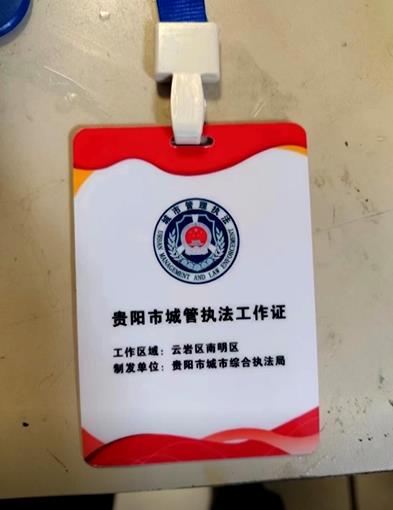 城市管理执法
URBAN MANAGEMENT AND LAW ENFORCEMENT
贵阳市城管执法工作证
工作区域：云岩区南明区
制发单位：贵阳市城市综合执法局